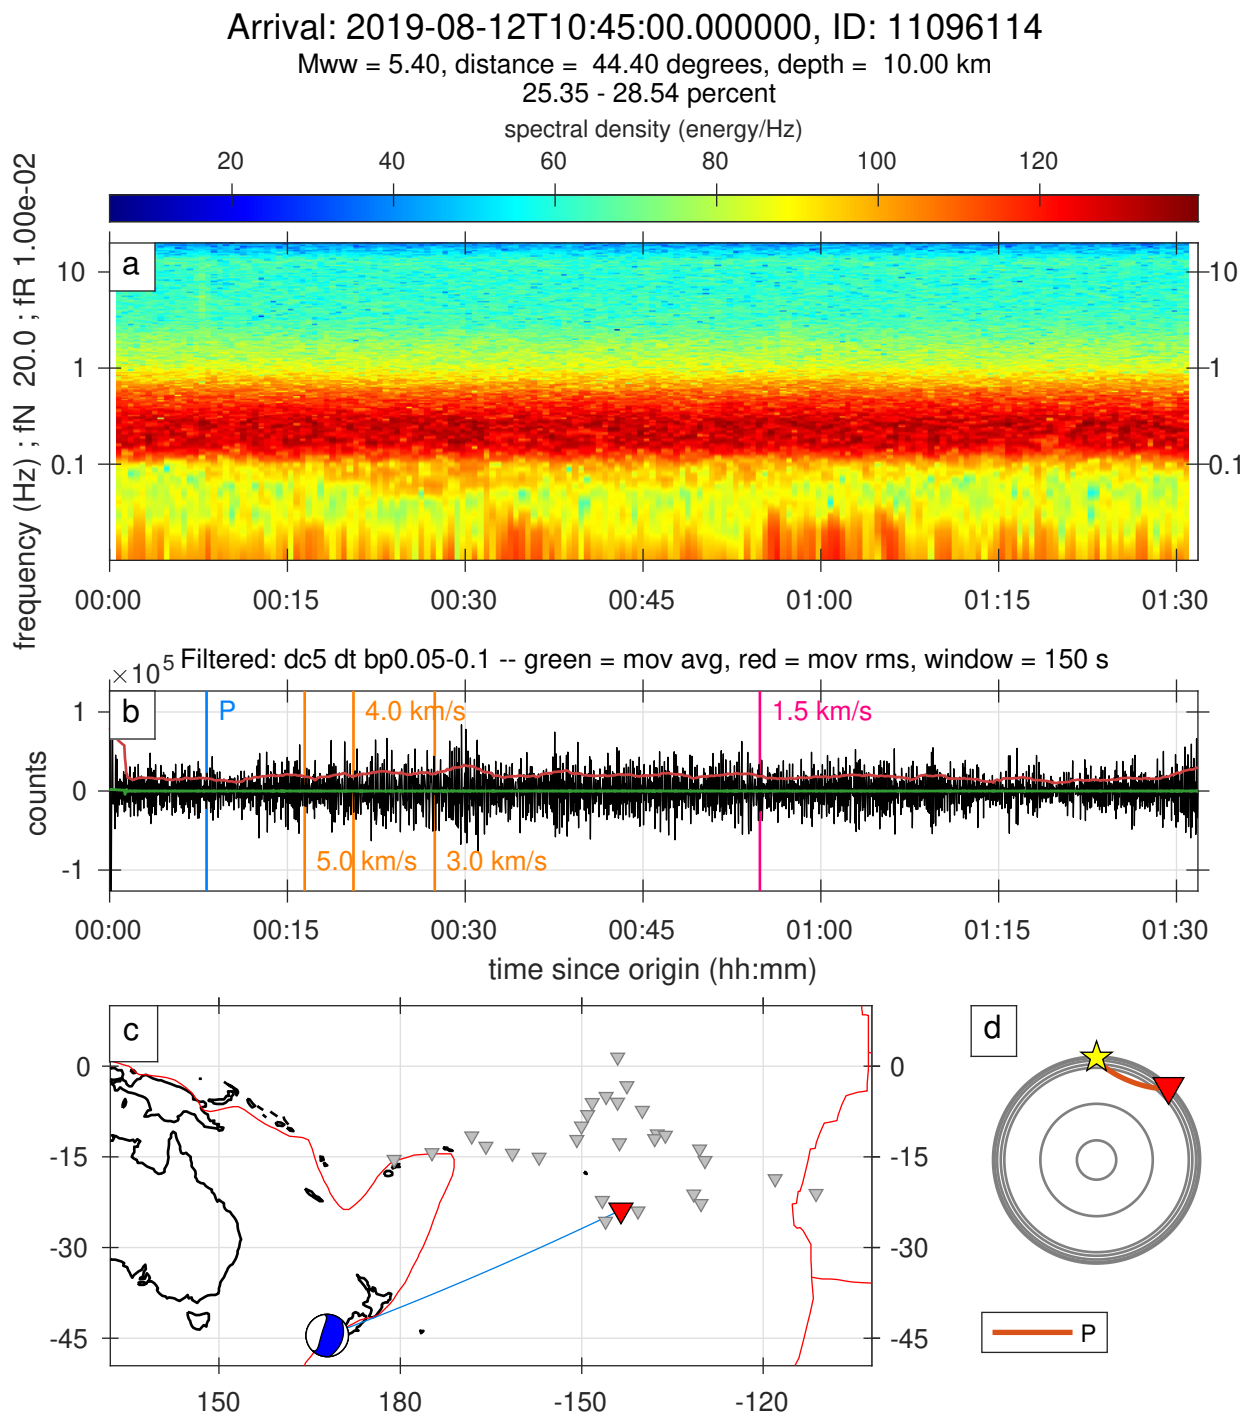 Arrival: 2019-08-12T10:45:00.000000, ID: 11096114
Mww = 5.40, distance =  44.40 degrees, depth =  10.00 km
25.35 - 28.54 percent
spectral density (energy/Hz)
20 40 60 80 100 120
frequency (Hz) ; fN  20.0 ; fR 1.00e-02
a
10 10
1 1
0.1 0.1
00:00 00:15 00:30 00:45 01:00 01:15 01:30
×10^5 Filtered: dc5 dt bp0.05-0.1 -- green = mov avg, red = mov rms, window = 150 s
b
P 4.0 km/s 1.5 km/s
5.0 km/s 3.0 km/s
1
0
-1
counts
00:00 00:15 00:30 00:45 01:00 01:15 01:30
time since origin (hh:mm)
c
0 0
-15 -15
-30 -30
-45 -45
150 180 -150 -120
d
P